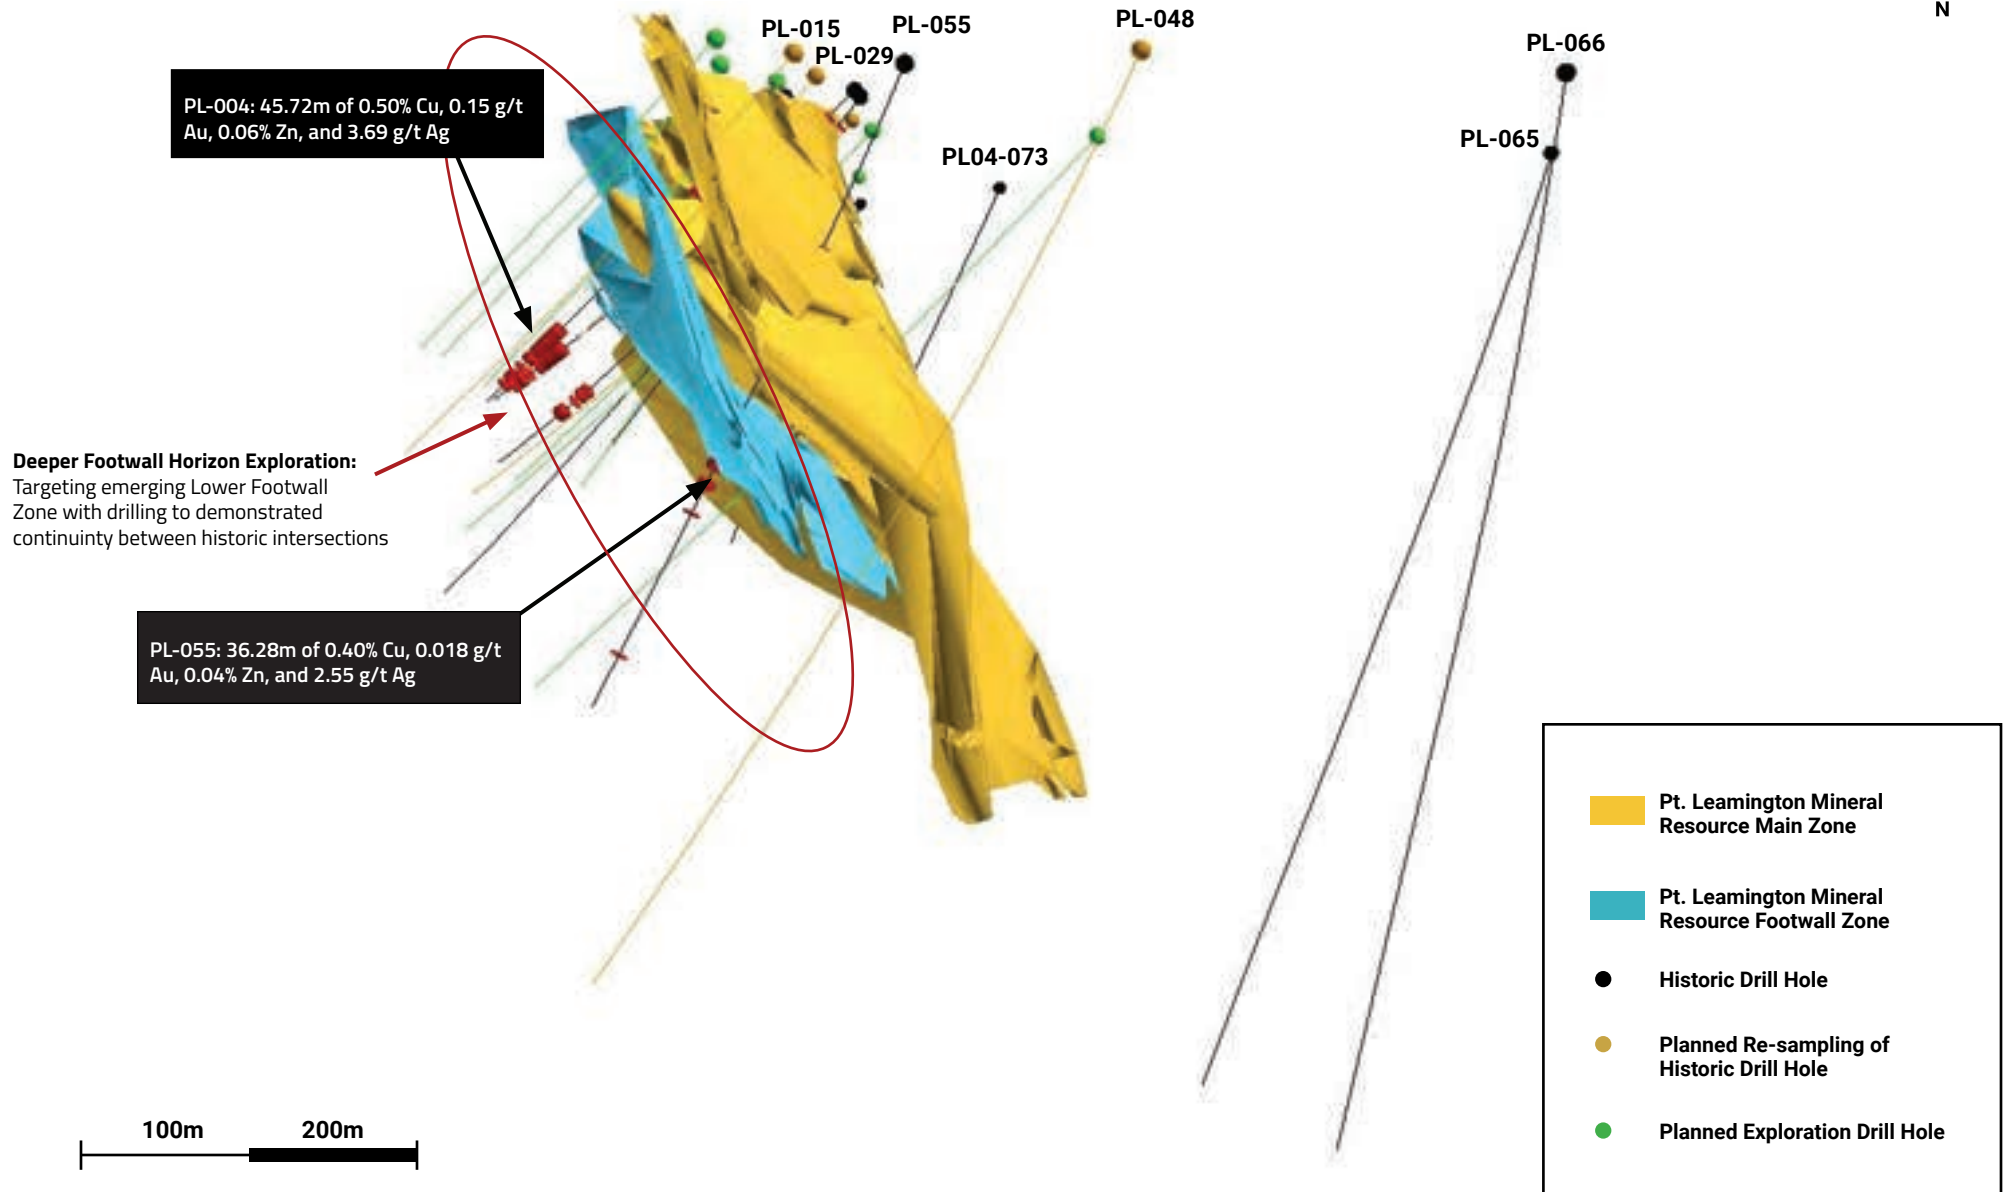 N
PL-015
PL-055
PL-048
PL-029
PL-066
PL-004: 45.72m of 0.50% Cu, 0.15 g/t
Au, 0.06% Zn, and 3.69 g/t Ag
PL-065
PL04-073
Deeper Footwall Horizon Exploration:
Targeting emerging Lower Footwall
Zone with drilling to demonstrated
continuinty between historic intersections
PL-055: 36.28m of 0.40% Cu, 0.018 g/t
Au, 0.04% Zn, and 2.55 g/t Ag
Pt. Leamington Mineral
Resource Main Zone
Pt. Leamington Mineral
Resource Footwall Zone
Historic Drill Hole
Planned Re-sampling of
Historic Drill Hole
Planned Exploration Drill Hole
100m
200m